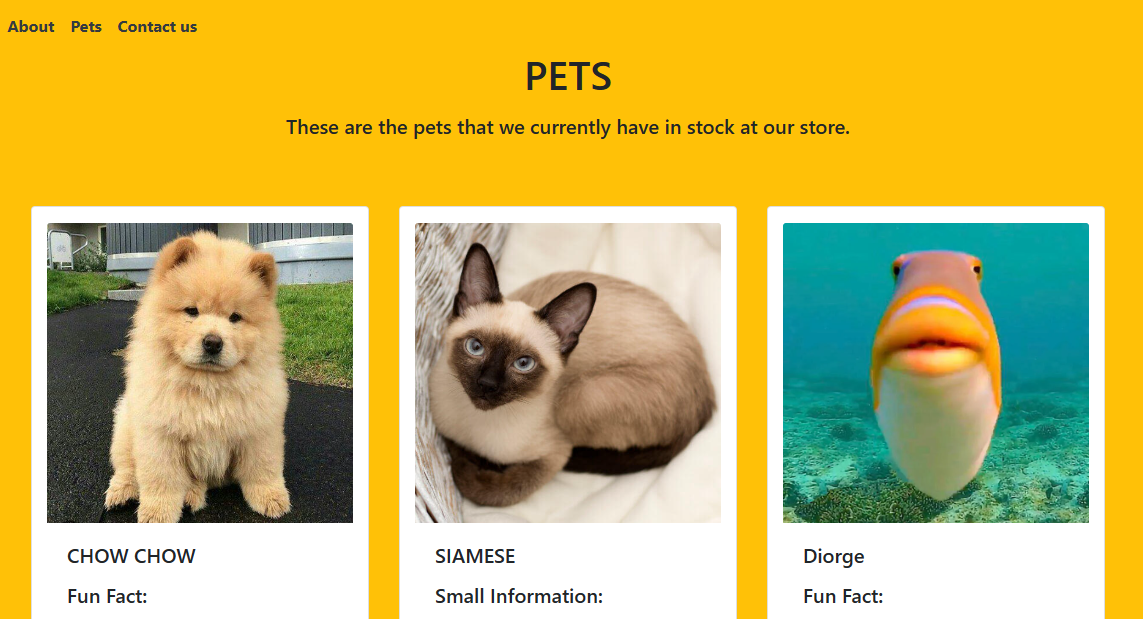 About Pets Contact us
PETS
These are the pets that we currently have in stock at our store.
CHOW CHOW
Fun Fact:
SIAMESE
Small Information:
Diorge
Fun Fact: